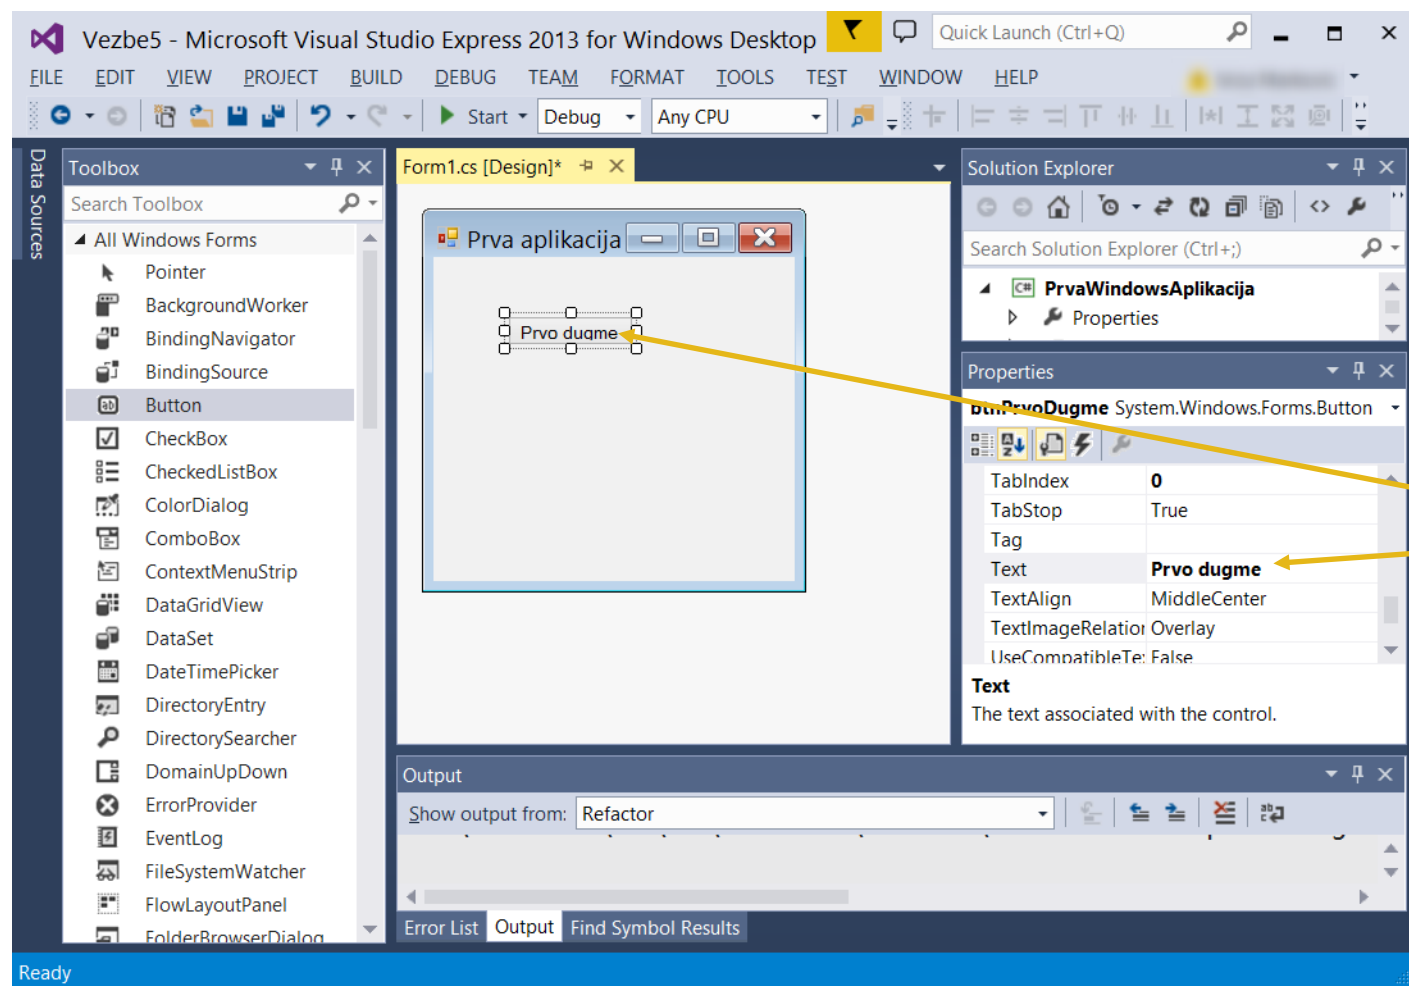 Vezbe5 - Microsoft Visual Studio Express 2013 for Windows Desktop
Quick Launch (Ctrl+Q)
FILE EDIT VIEW PROJECT BUILD DEBUG TEAM FORMAT TOOLS TEST WINDOW HELP
Start Debug Any CPU
Data Sources
Toolbox
Search Toolbox
All Windows Forms
Pointer
BackgroundWorker
BindingNavigator
BindingSource
Button
CheckBox
CheckedListBox
ColorDialog
ComboBox
ContextMenuStrip
DataGridView
DataSet
DateTimePicker
DirectoryEntry
DirectorySearcher
DomainUpDown
ErrorProvider
EventLog
FileSystemWatcher
FlowLayoutPanel
FolderBrowserDialog
Form1.cs [Design]*
Prva aplikacija
Prvo dugme
Solution Explorer
Search Solution Explorer (Ctrl+;)
PrvaWindowsAplikacija
Properties
Properties
btnPrvoDugme System.Windows.Forms.Button
TabIndex 0
TabStop True
Tag
Text Prvo dugme
TextAlign MiddleCenter
TextImageRelation Overlay
UseCompatibleTe: False
Text
The text associated with the control.
Output
Show output from: Refactor
Error List Output Find Symbol Results
Ready